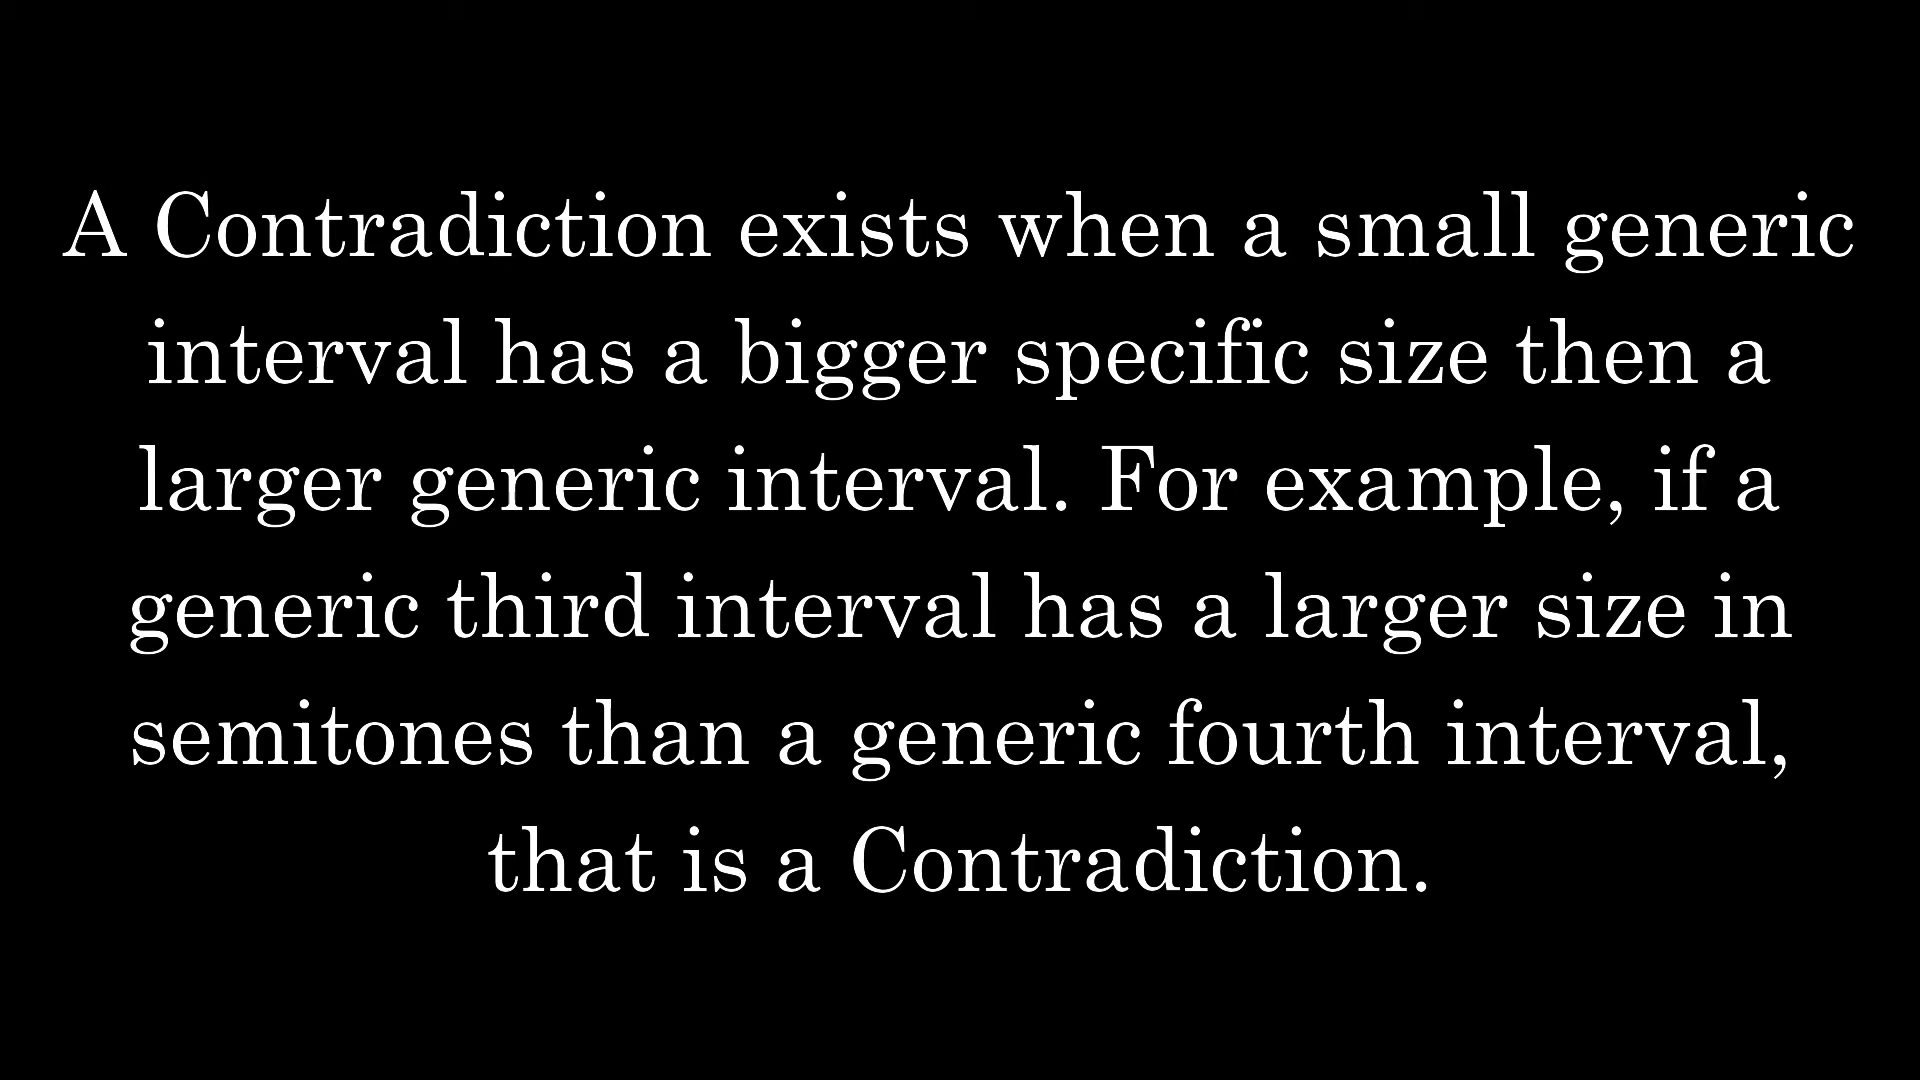 A Contradiction exists when a small generic
interval has a bigger specific size then a
larger generic interval. For example, if a
generic third interval has a larger size in
semitones than a generic fourth interval,
that is a Contradiction.